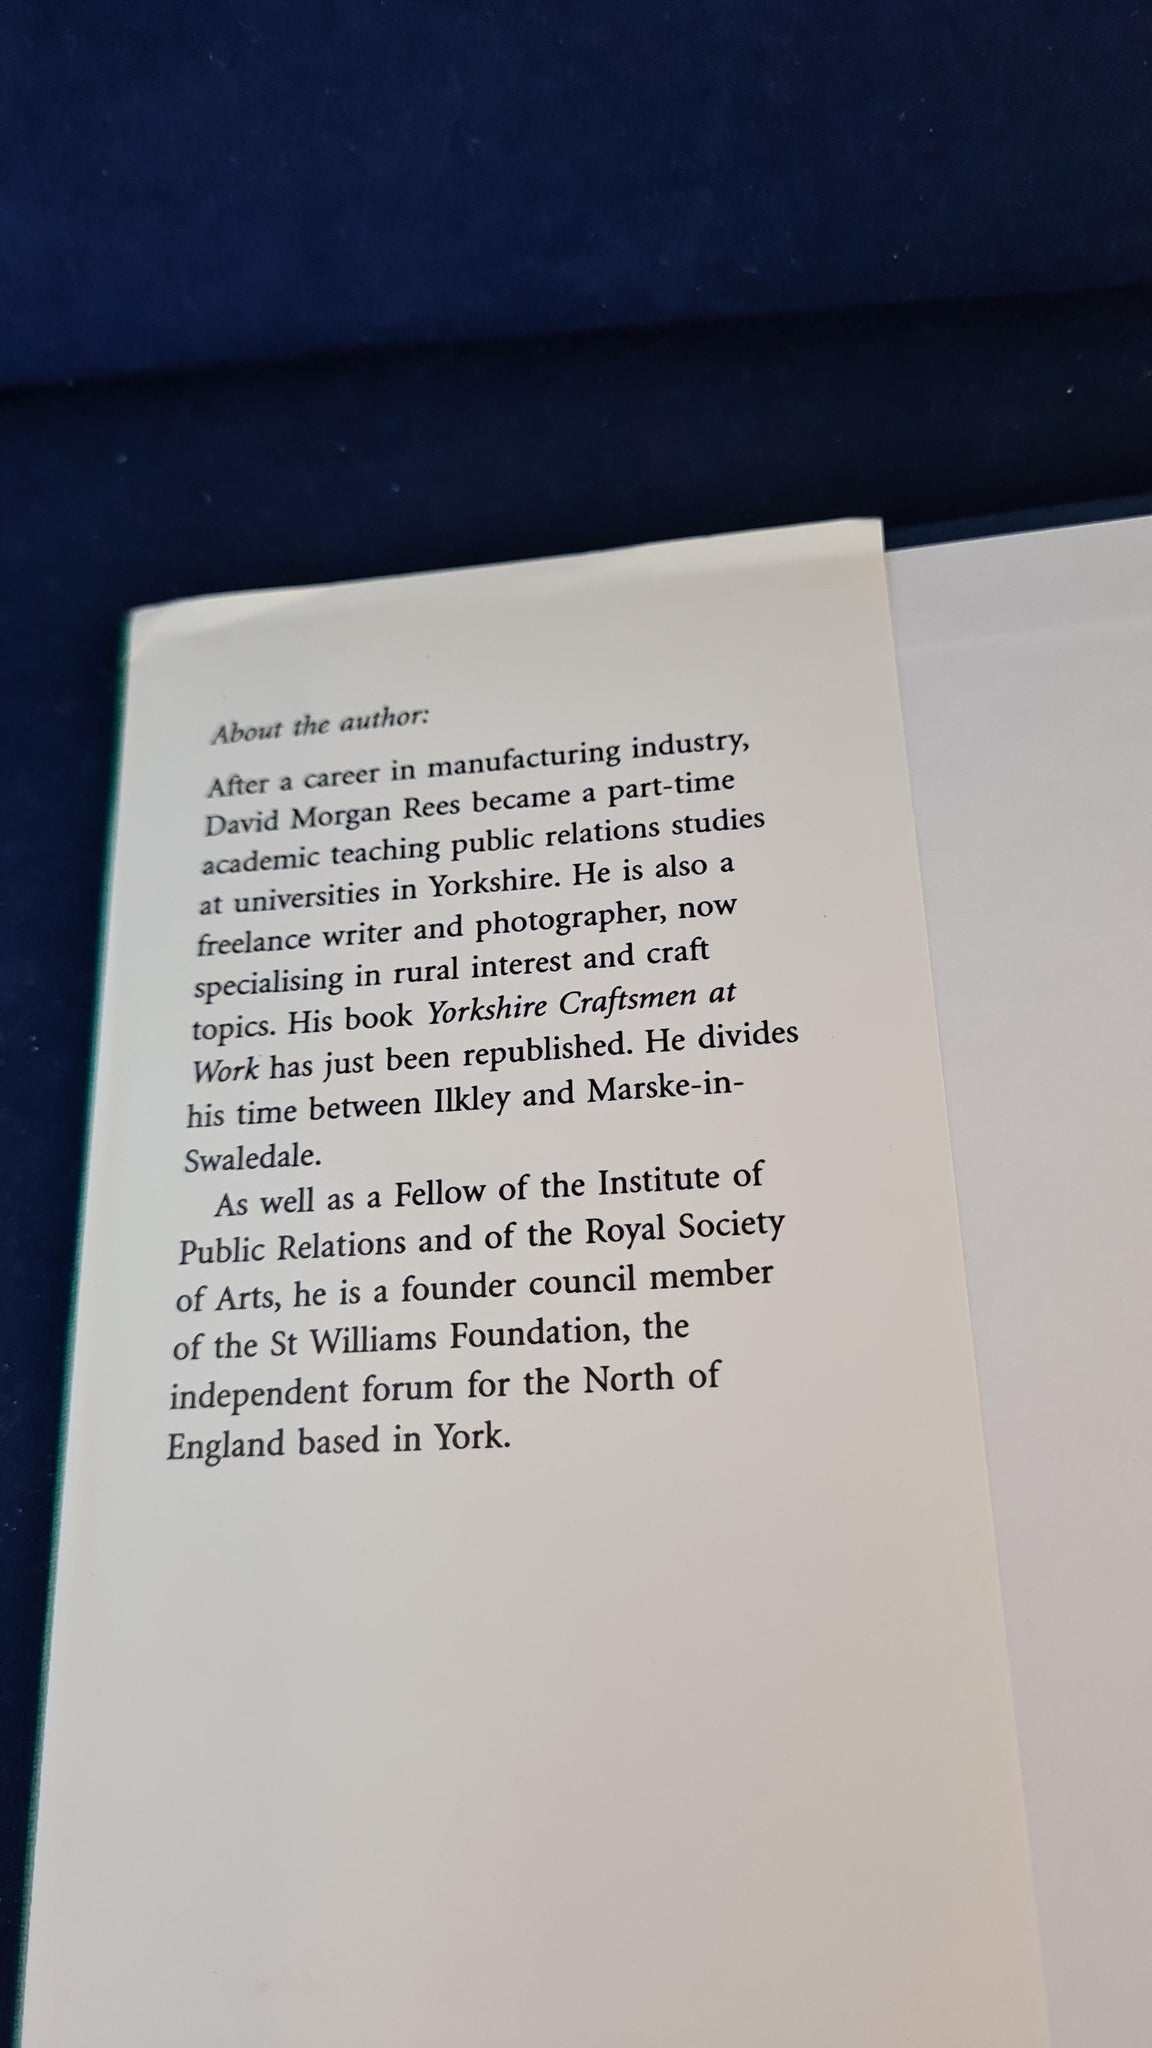 About the author:
After a career in manufacturing industry,
David Morgan Rees became a part-time
academic teaching public relations studies
at universities in Yorkshire. He is also a
freelance writer and photographer, now
specialising in rural interest and craft
topics. His book Yorkshire Craftsmen at
Work has just been republished. He divides
his time between Ilkley and Marske-in-
Swaledale.
As well as a Fellow of the Institute of
Public Relations and of the Royal Society
of Arts, he is a founder council member
of the St Williams Foundation, the
independent forum for the North of
England based in York.